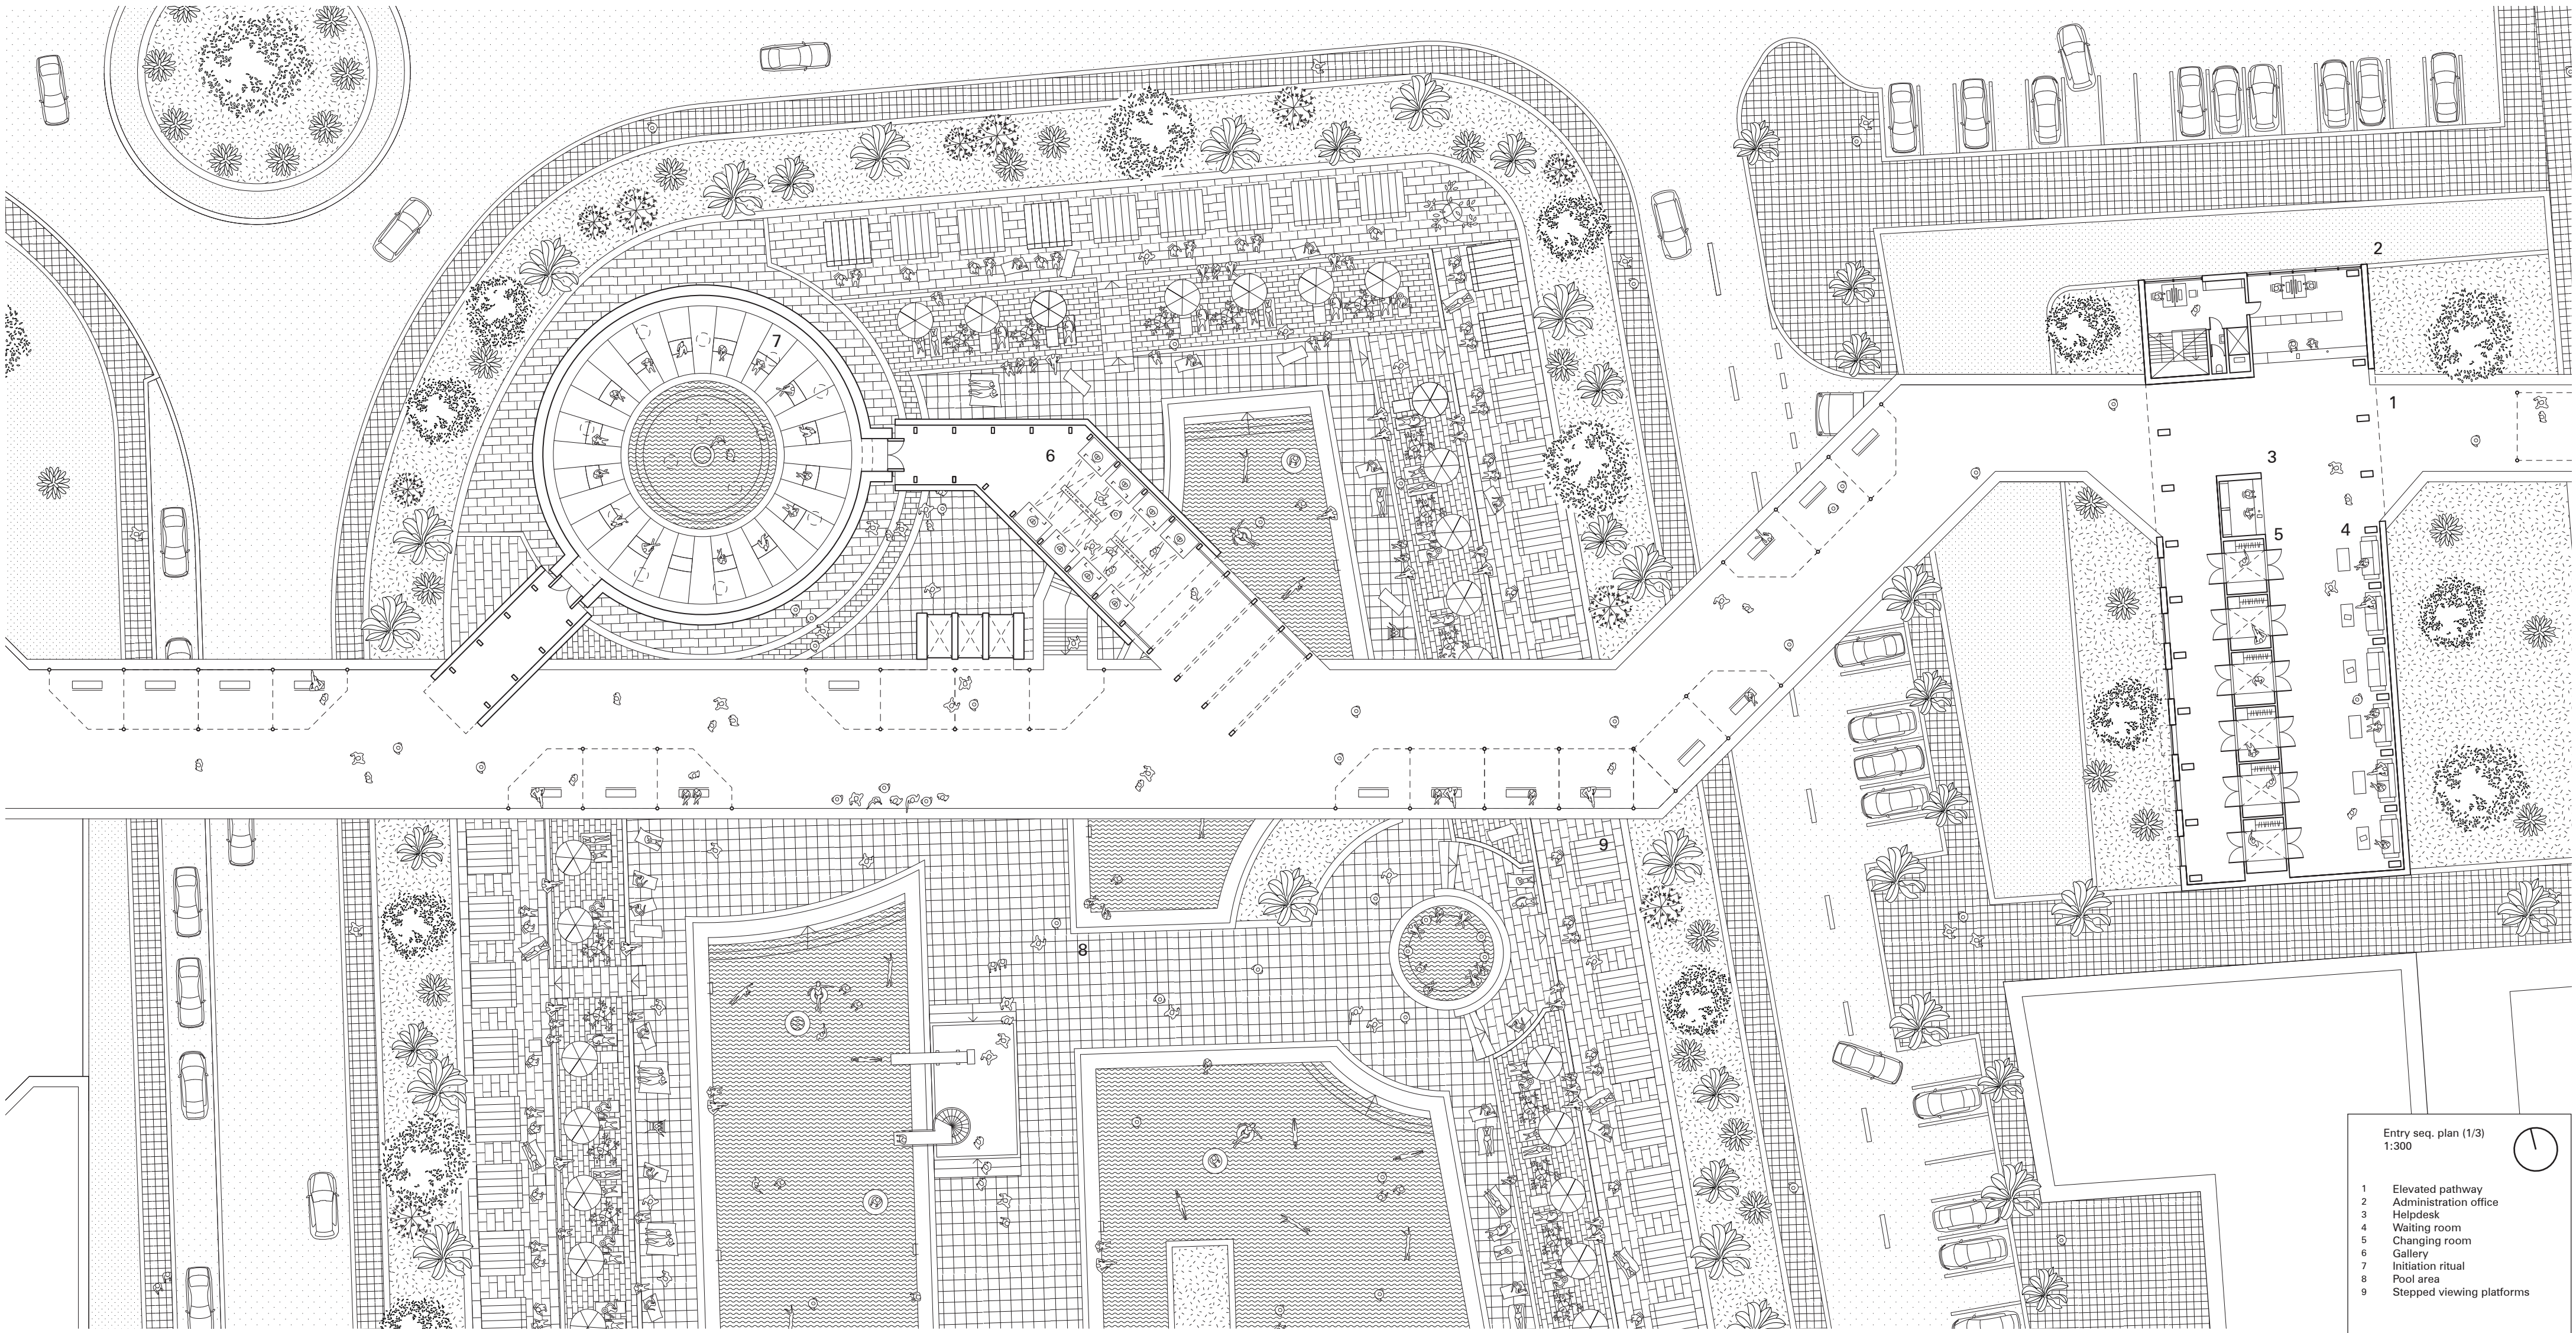 2
7
1
6
3
5
4
9
8
Entry seq. plan (1/3)
1:300
1 Elevated pathway
2 Administration office
3 Helpdesk
4 Waiting room
5 Changing room
6 Gallery
7 Initiation ritual
8 Pool area
9 Stepped viewing platforms